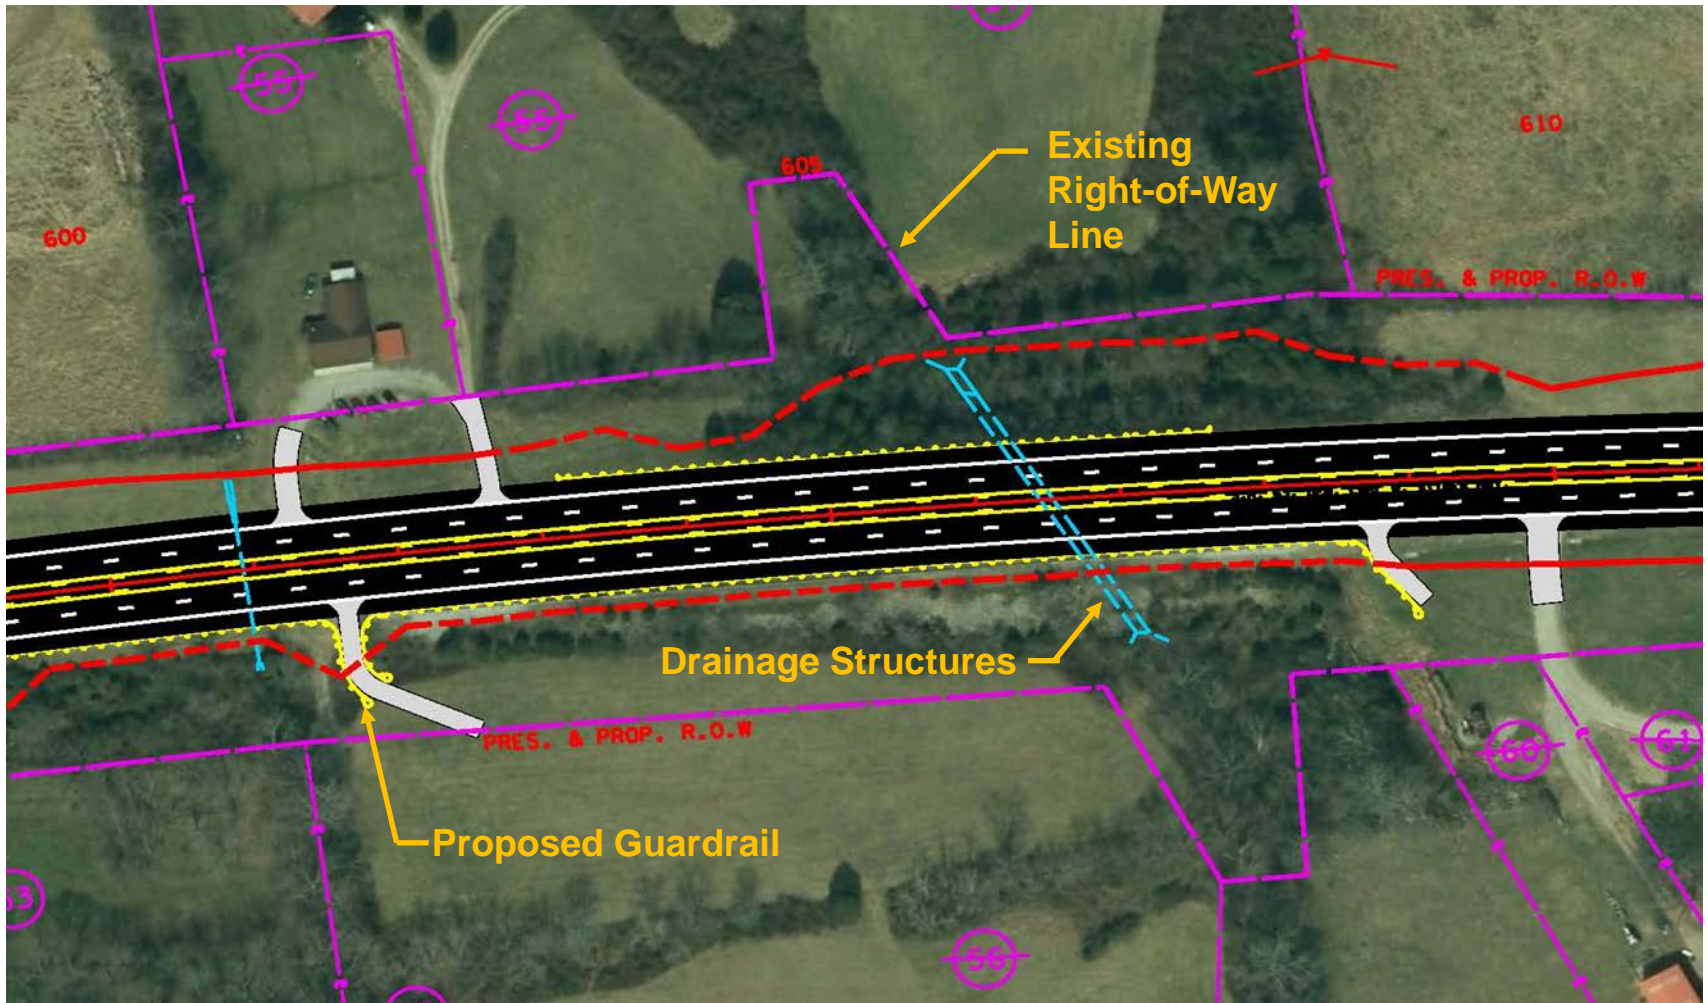 55
55
605
Existing
Right-of-Way
Line
610
600
PRES. & PROP. R.O.W
Drainage Structures
PRES. & PROP. R.O.W
60
61
Proposed Guardrail
56